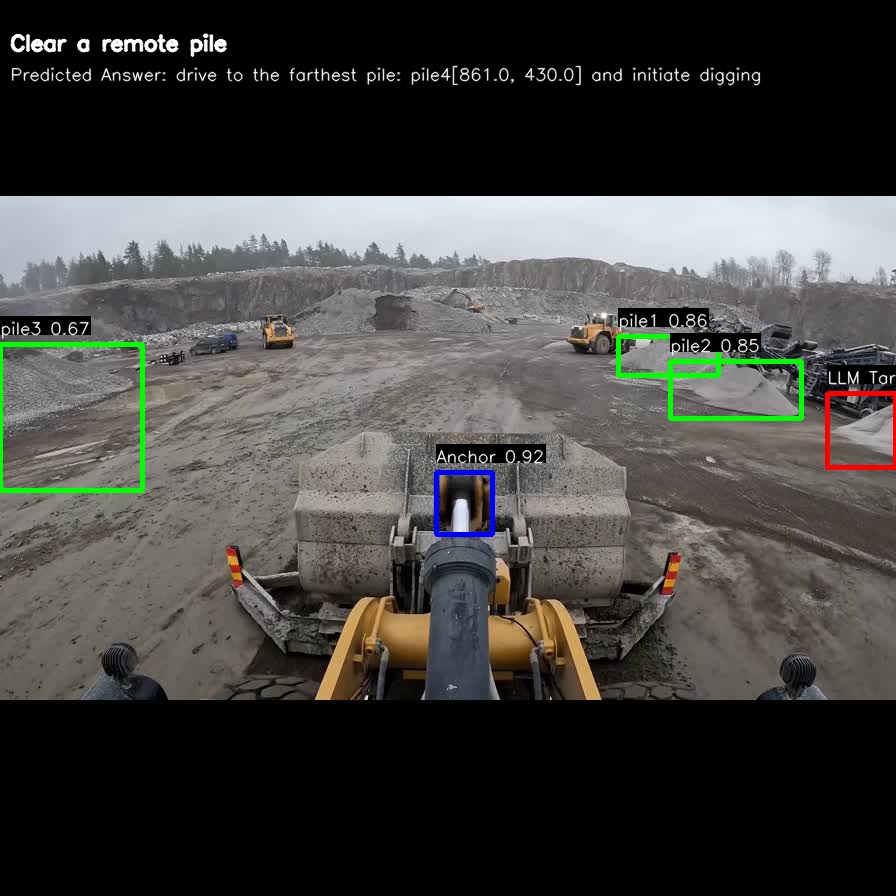 Clear a remote pile
Predicted Answer: drive to the farthest pile: pile4[861.0, 430.0] and initiate digging
pile1 0.86
pile3 0.67
pile2 0.85
LLM Tar
Anchor 0.92